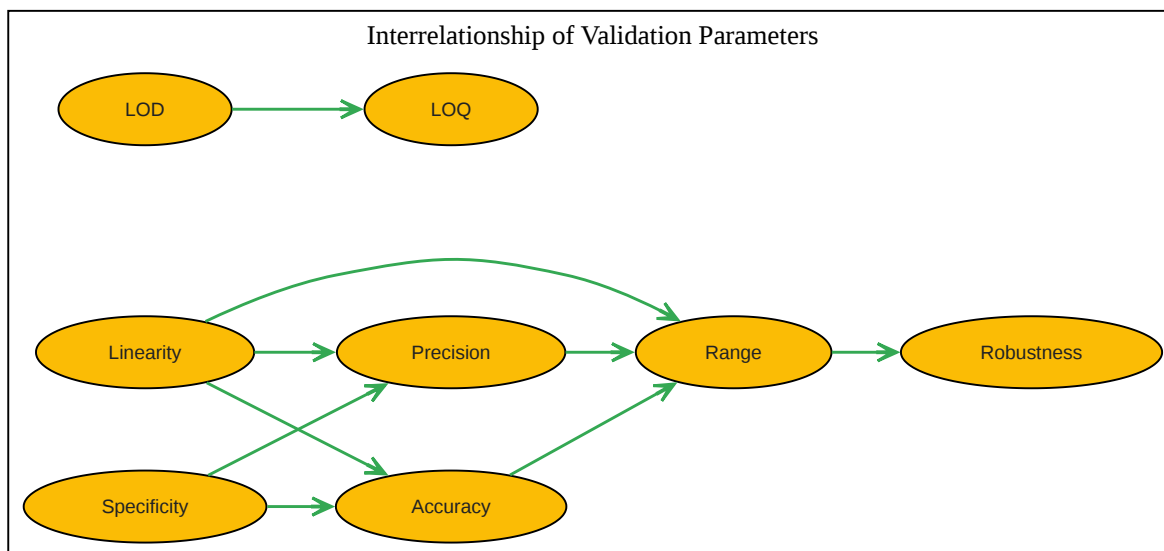 Interrelationship of Validation Parameters
LOD
LOQ
Linearity
Precision
Range
Robustness
Specificity
Accuracy